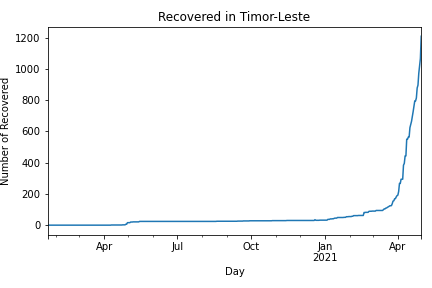 Recovered in Timor-Leste
1200
1000
800
600
400
200
0
Number of Recovered
Apr
Jul
Oct
Jan
2021
Apr
Day